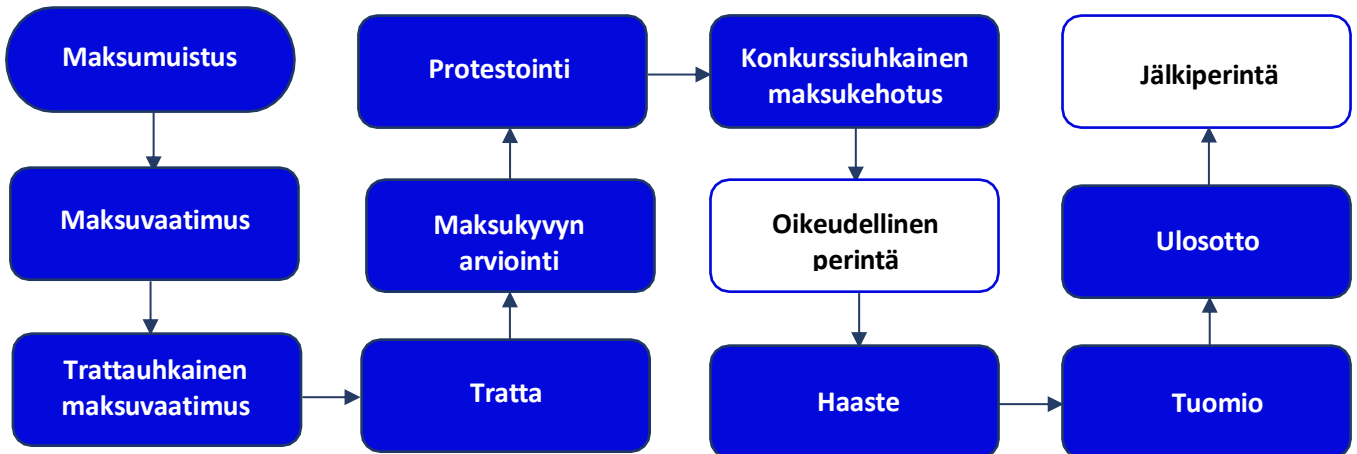 Maksumuistus
Maksuvaatimus
Trattauhkainen
maksuvaatimus
Tratta
Maksukyvyn
arviointi
Protestointi
Konkurssiuhkainen
maksukehotus
Oikeudellinen
perintä
Haaste
Tuomio
Ulosotto
Jälkiperintä